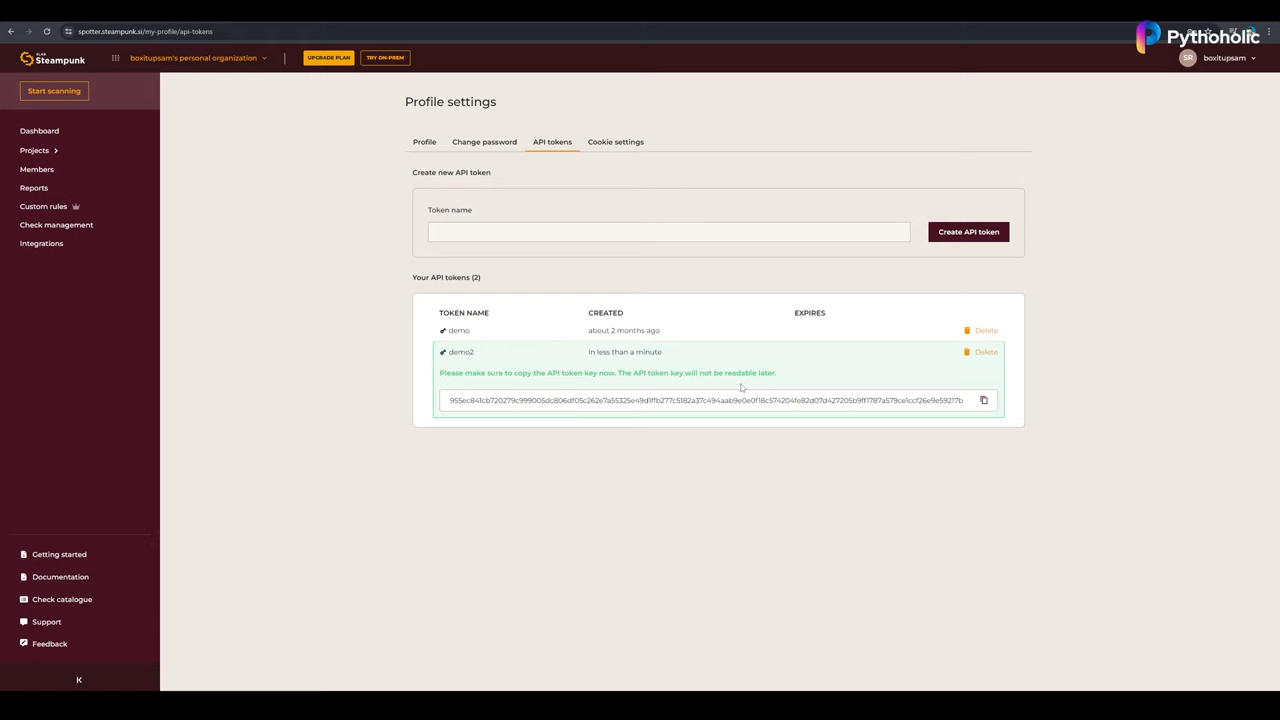 spotter.steampunk.si/my-profile/api-tokens
Pythoholic
XLAB
Steampunk
boxitupsam's personal organization
UPGRADE PLAN
TRY ON-PREM
SR
boxitupsam
Start scanning
Dashboard
Projects
Members
Reports
Custom rules
Check management
Integrations
Getting started
Documentation
Check catalogue
Support
Feedback
Profile settings
Profile
Change password
API tokens
Cookie settings
Create new API token
Token name
Create API token
Your API tokens (2)
TOKEN NAME CREATED EXPIRES
demo about 2 months ago Delete
demo2 in less than a minute Delete
Please make sure to copy the API token key now. The API token key will not be readable later.